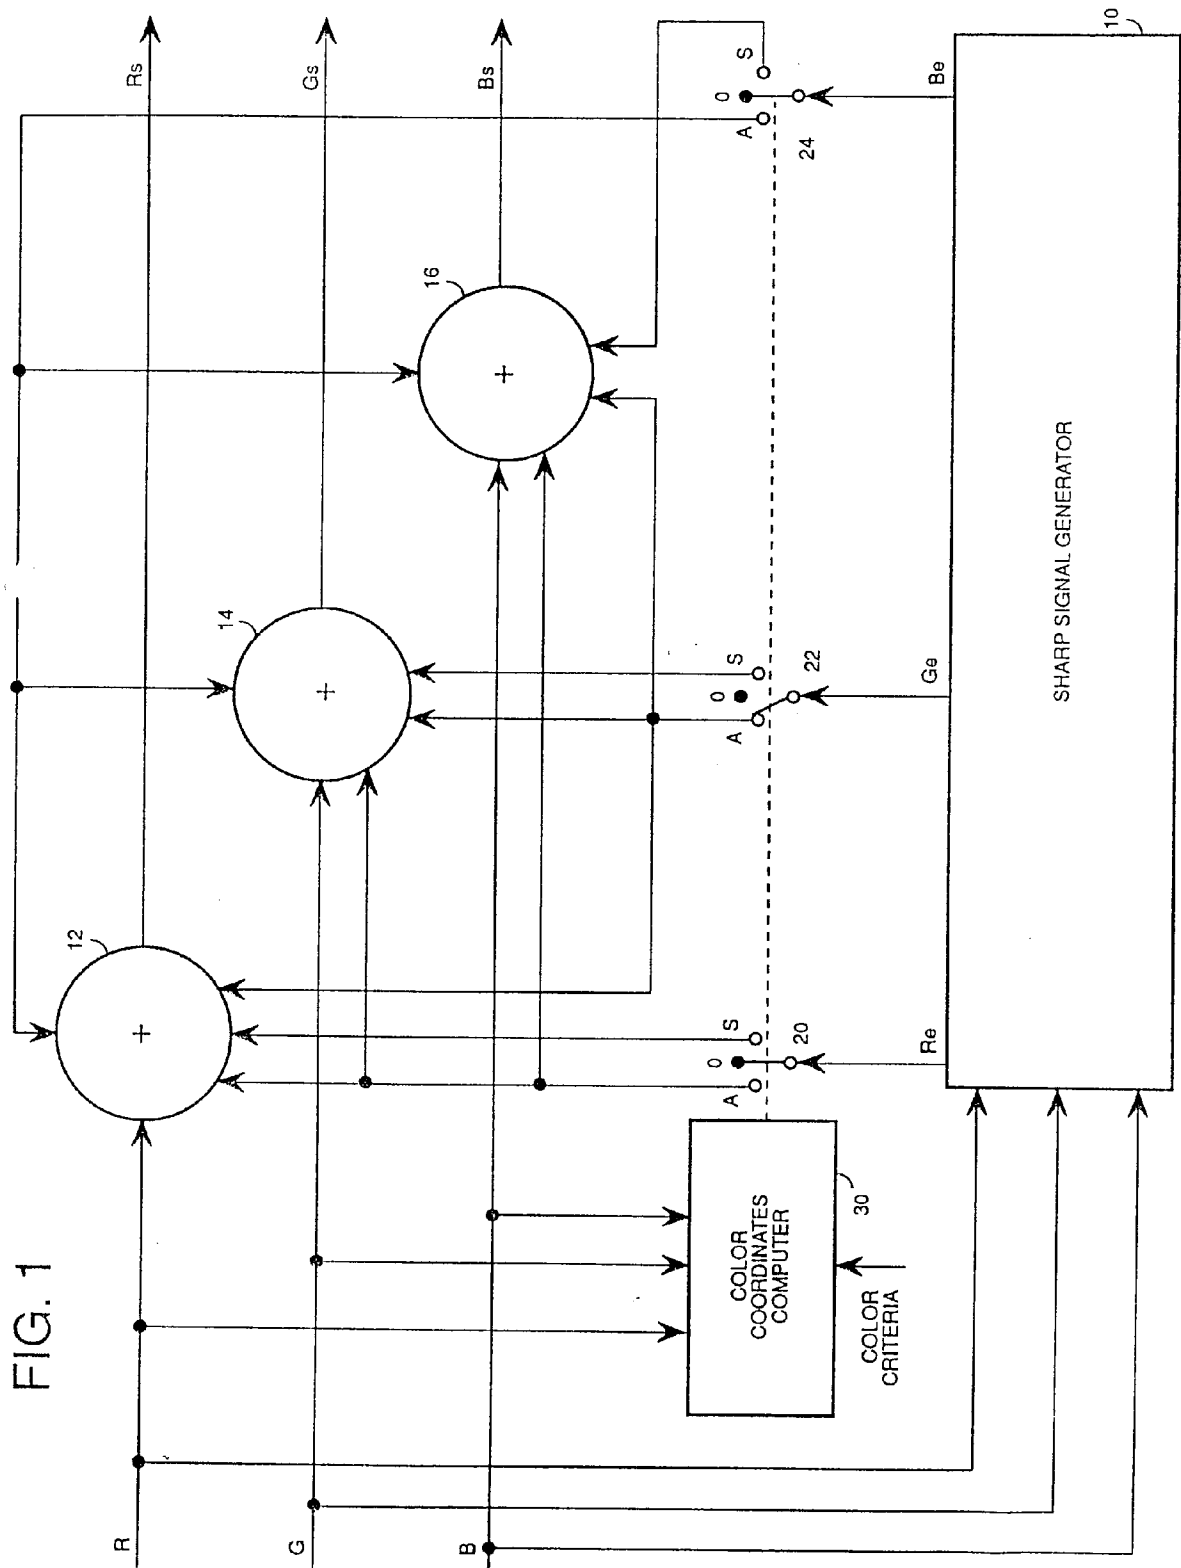 FIG. 1
R
G
B
Rs
Gs
Bs
12
+
14
+
16
+
A
0
S
20
A
0
S
22
A
0
S
24
Re
Ge
Be
COLOR
COORDINATES
COMPUTER
30
COLOR
CRITERIA
SHARP SIGNAL GENERATOR
10